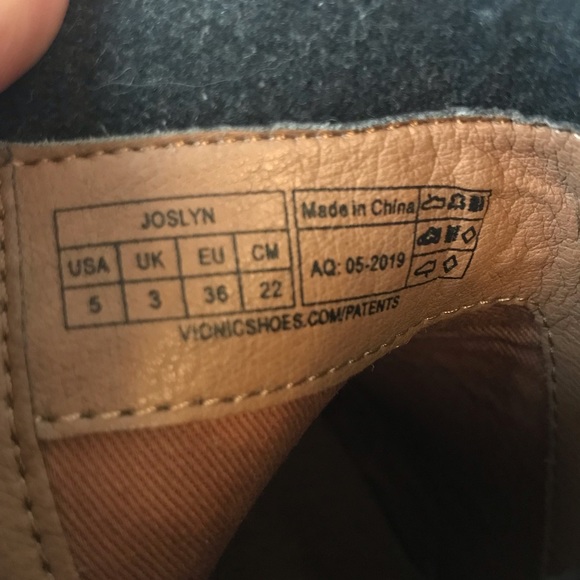 JOSLYN
USA UK EU CM
5 3 36 22
Made in China
AQ: 05-2019
VIONICSHOES.COM/PATENTS